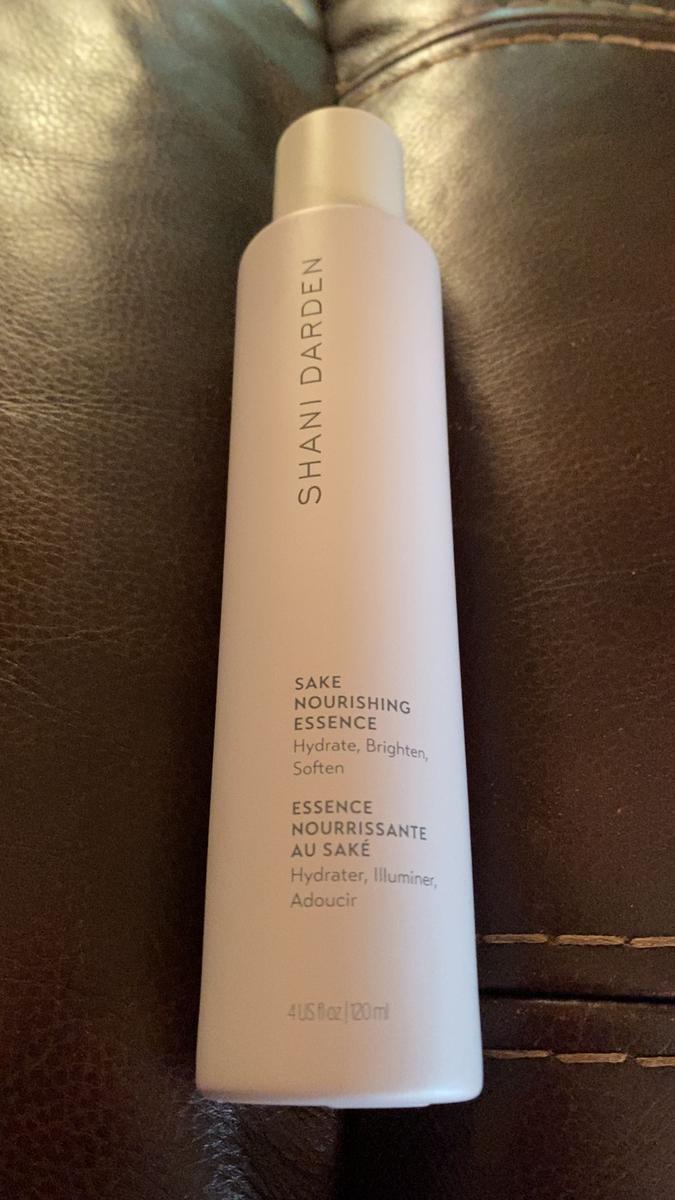 SHANI DARDEN
SAKE
NOURISHING
ESSENCE
Hydrate, Brighten,
Soften
ESSENCE
NOURRISSANTE
AU SAKÉ
Hydrater, Illuminer,
Adoucir
4 US fl oz | 120 ml